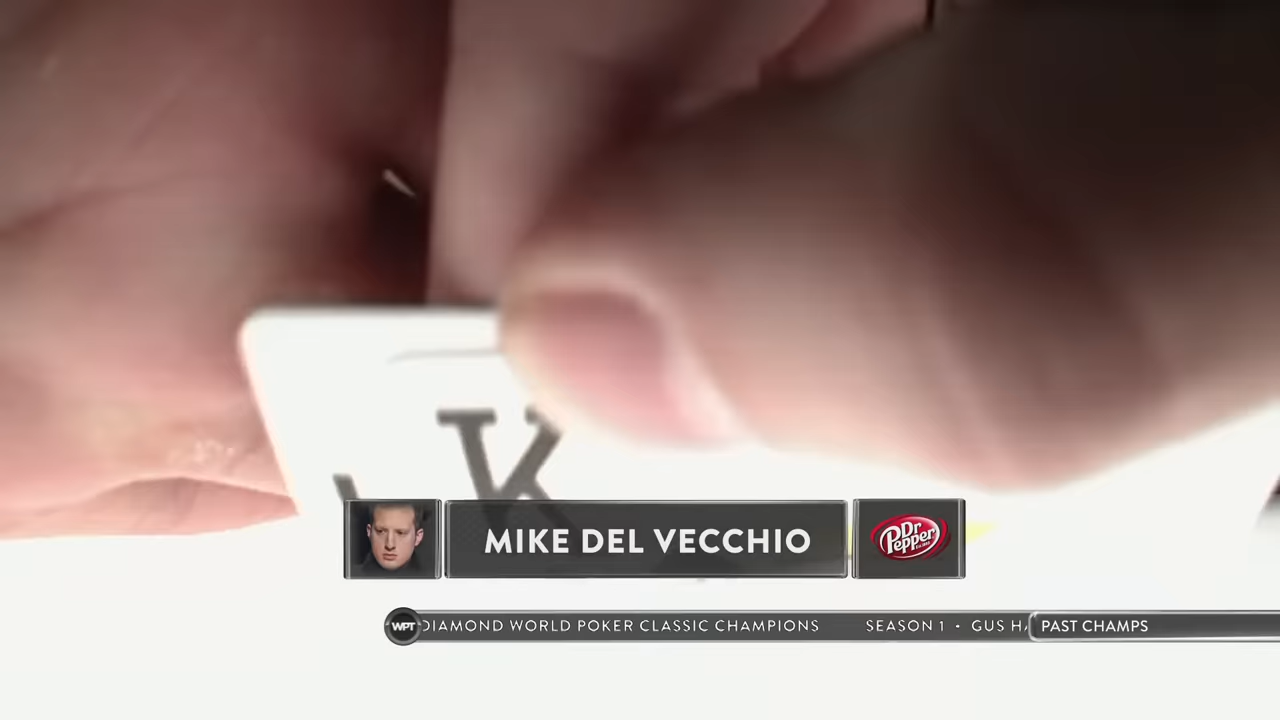 K
MIKE DEL VECCHIO
Dr Pepper
WPT
DIAMOND WORLD POKER CLASSIC CHAMPIONS SEASON 1 • GUS HA PAST CHAMPS